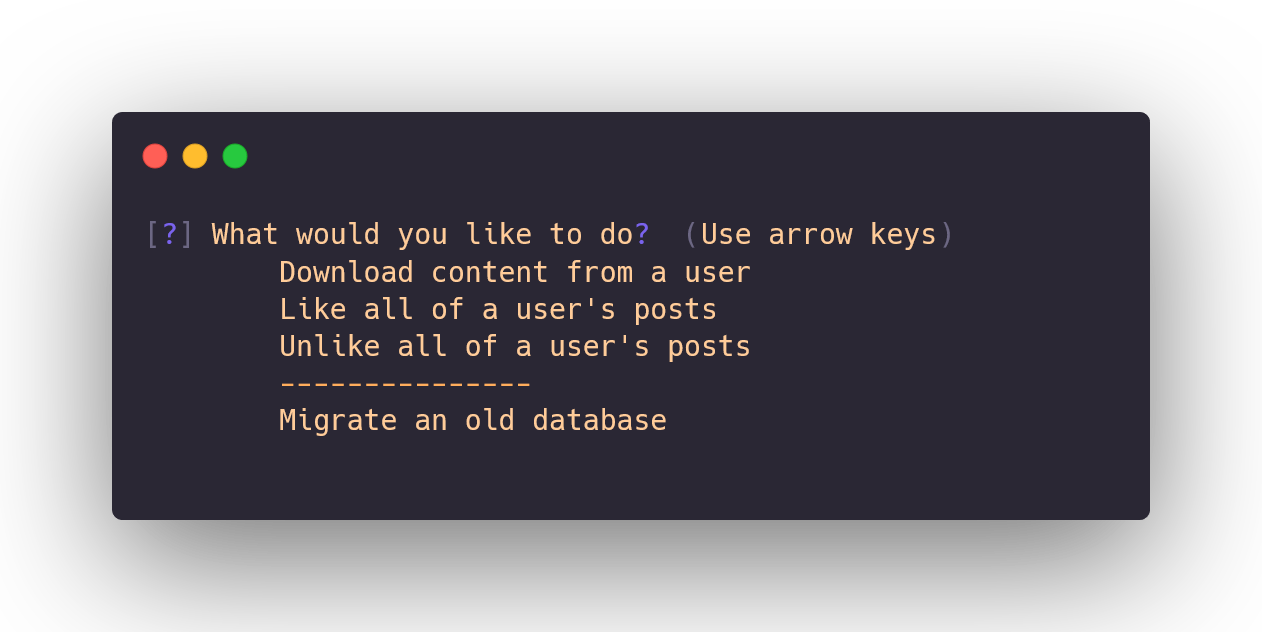 [?] What would you like to do?  (Use arrow keys)
Download content from a user
Like all of a user's posts
Unlike all of a user's posts
---------------
Migrate an old database